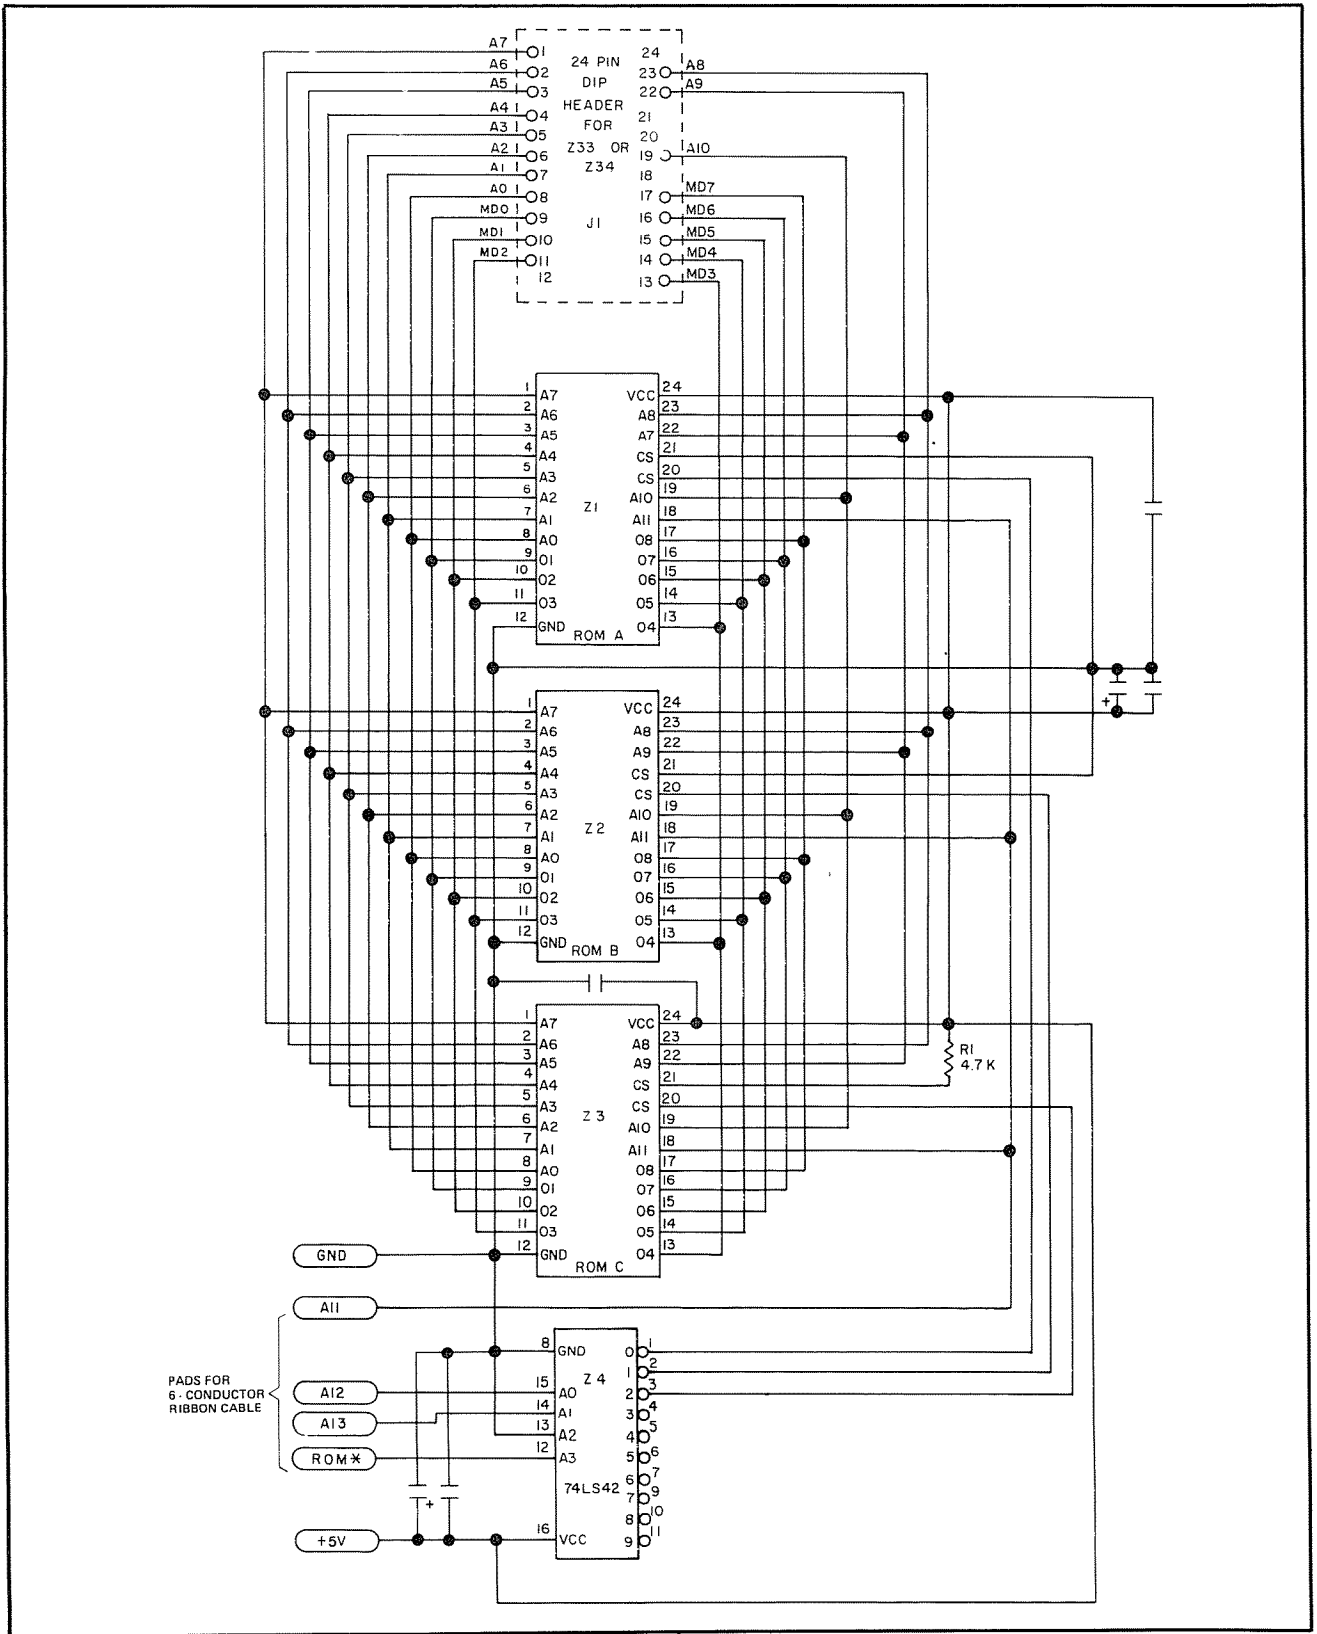 A7 1 24
A6 2 24 PIN 23 A8
A5 3 DIP 22 A9
A4 4 HEADER 21
A3 5 FOR 20
A2 6 Z33 OR 19 A10
A1 7 Z34 18
A0 8 17 MD7
MD0 9 J1 16 MD6
MD1 10 15 MD5
MD2 11 14 MD4
12 13 MD3
1 A7 VCC 24
2 A6 A8 23
3 A5 A7 22
4 A4 CS 21
5 A3 CS 20
6 A2 A10 19
Z1
7 A1 A11 18
8 A0 O8 17
9 O1 O7 16
10 O2 O6 15
11 O3 O5 14
12 GND O4 13
ROM A
1 A7 VCC 24
+
2 A6 A8 23
3 A5 A9 22
4 A4 CS 21
5 A3 CS 20
6 A2 A10 19
Z2
7 A1 A11 18
8 A0 O8 17
9 O1 O7 16
10 O2 O6 15
11 O3 O5 14
12 GND O4 13
ROM B
1 A7 VCC 24
2 A6 A8 23
3 A5 A9 22
R1
4.7 K
4 A4 CS 21
5 A3 CS 20
Z3
6 A2 A10 19
7 A1 A11 18
8 A0 O8 17
9 O1 O7 16
10 O2 O6 15
11 O3 O5 14
12 GND O4 13
ROM C
GND
A11
8 GND 0 1
Z4 1 2
PADS FOR
6-CONDUCTOR
RIBBON CABLE
A12 15 A0 2 3
A13 14 A1 3 4
13 A2 4 5
ROM* 12 A3 5 6
6 7
74LS42
7 9
+
8 10
+5V 16 VCC 9 11